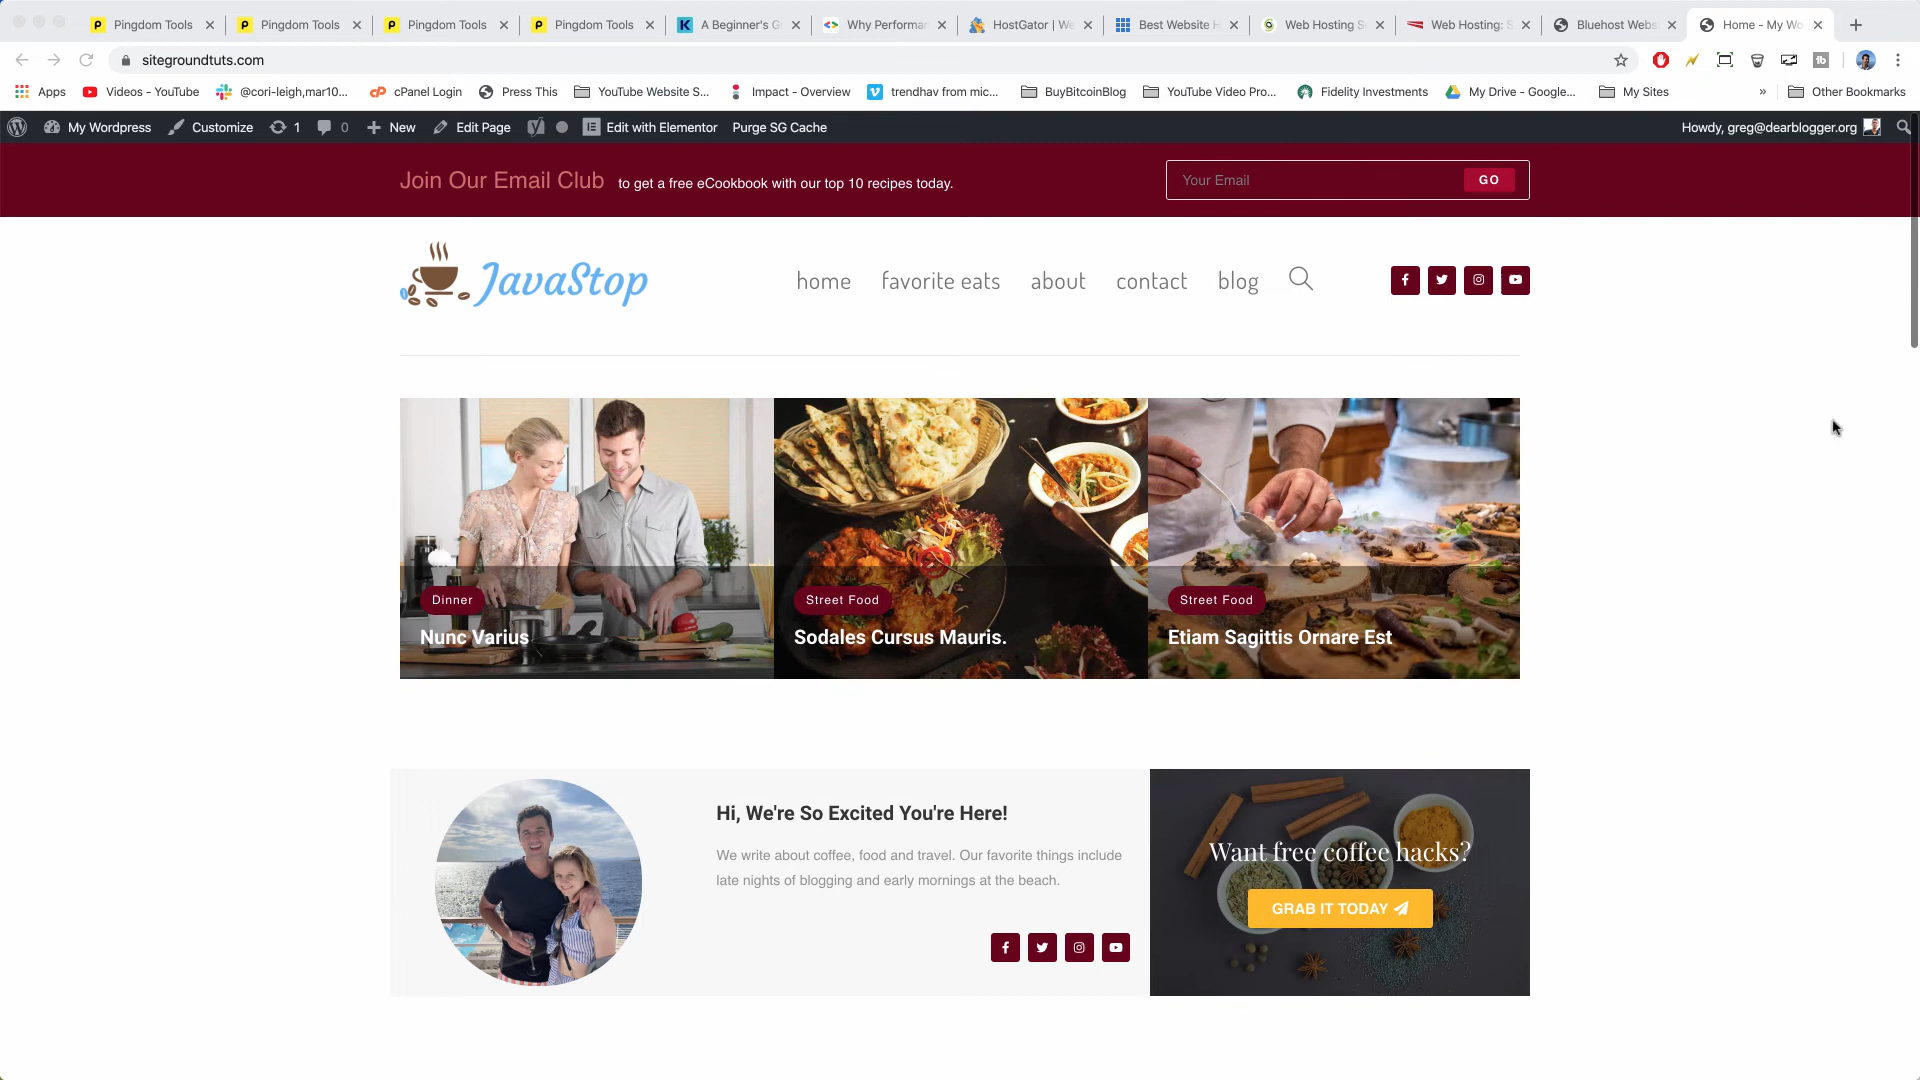 Pingdom Tools
Pingdom Tools
Pingdom Tools
Pingdom Tools
A Beginner's G
Why Performa
HostGator | We
Best Website H
Web Hosting S
Web Hosting: S
Bluehost Webs
Home - My Wo
sitegroundtuts.com
Apps
Videos - YouTube
@cori-leigh,mar10...
cPanel Login
Press This
YouTube Website S...
Impact - Overview
trendhav from mic...
BuyBitcoinBlog
YouTube Video Pro...
Fidelity Investments
My Drive - Google...
My Sites
»
Other Bookmarks
My Wordpress
Customize
1
0
New
Edit Page
Edit with Elementor
Purge SG Cache
Howdy, greg@dearblogger.org
Join Our Email Club to get a free eCookbook with our top 10 recipes today.
Your Email
GO
JavaStop
home
favorite eats
about
contact
blog
Dinner
Nunc Varius
Street Food
Sodales Cursus Mauris.
Street Food
Etiam Sagittis Ornare Est
Hi, We're So Excited You're Here!
We write about coffee, food and travel. Our favorite things include
late nights of blogging and early mornings at the beach.
Want free coffee hacks?
GRAB IT TODAY